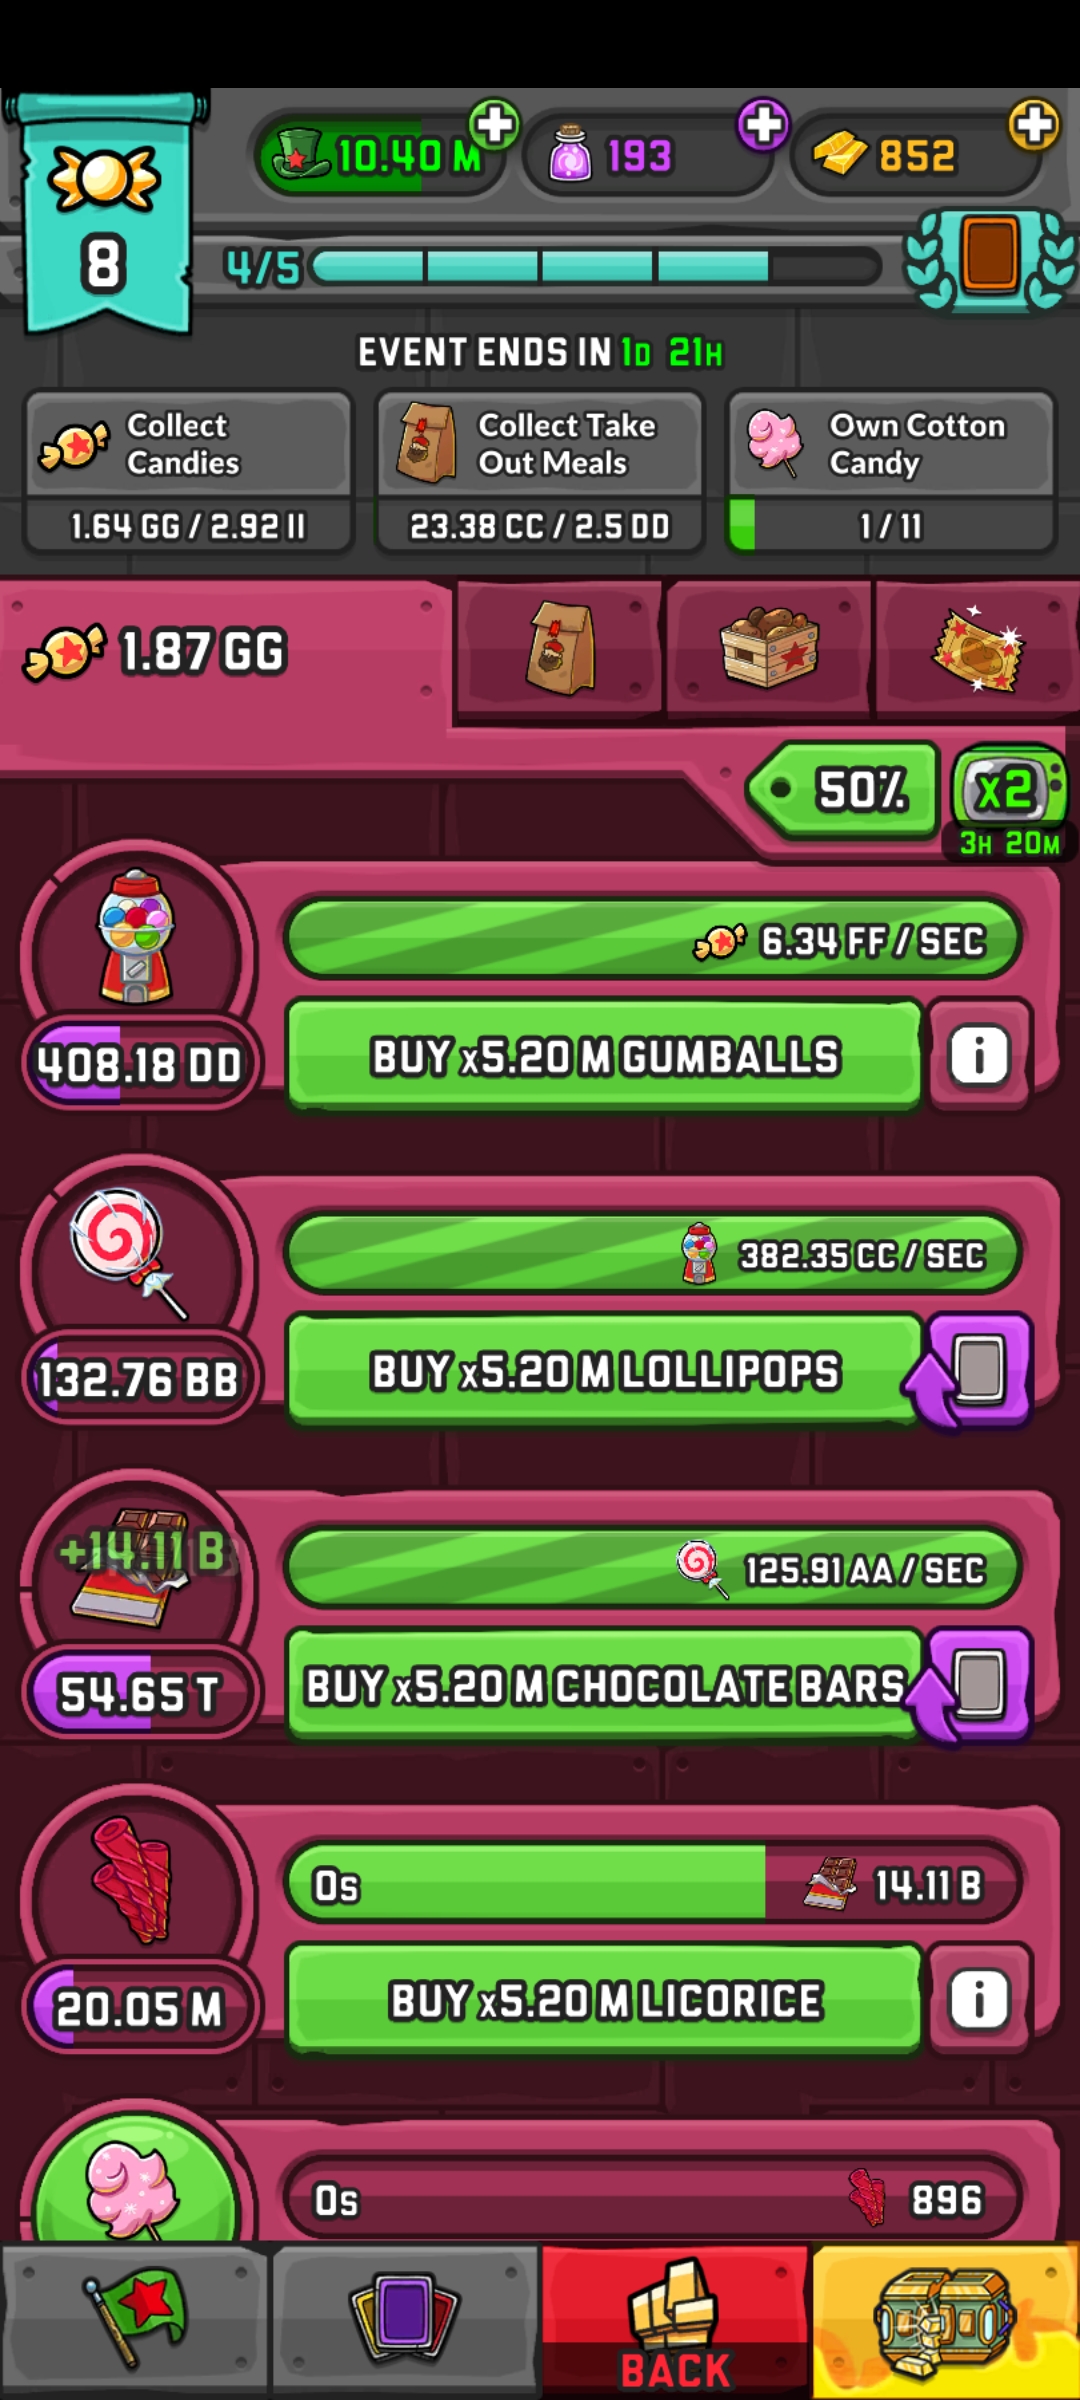 10.40 M
193
852
8
4/5
EVENT ENDS IN 1D 21H
Collect
Candies
1.64 GG / 2.92 II
Collect Take
Out Meals
23.38 CC / 2.5 DD
Own Cotton
Candy
1 / 11
1.87 GG
50%
x2
3H 20M
6.34 FF / SEC
408.18 DD
BUY x5.20 M GUMBALLS
i
382.35 CC / SEC
132.76 BB
BUY x5.20 M LOLLIPOPS
+14.11 B
125.91 AA / SEC
54.65 T
BUY x5.20 M CHOCOLATE BARS
0s
14.11 B
20.05 M
BUY x5.20 M LICORICE
i
0s
896
BACK